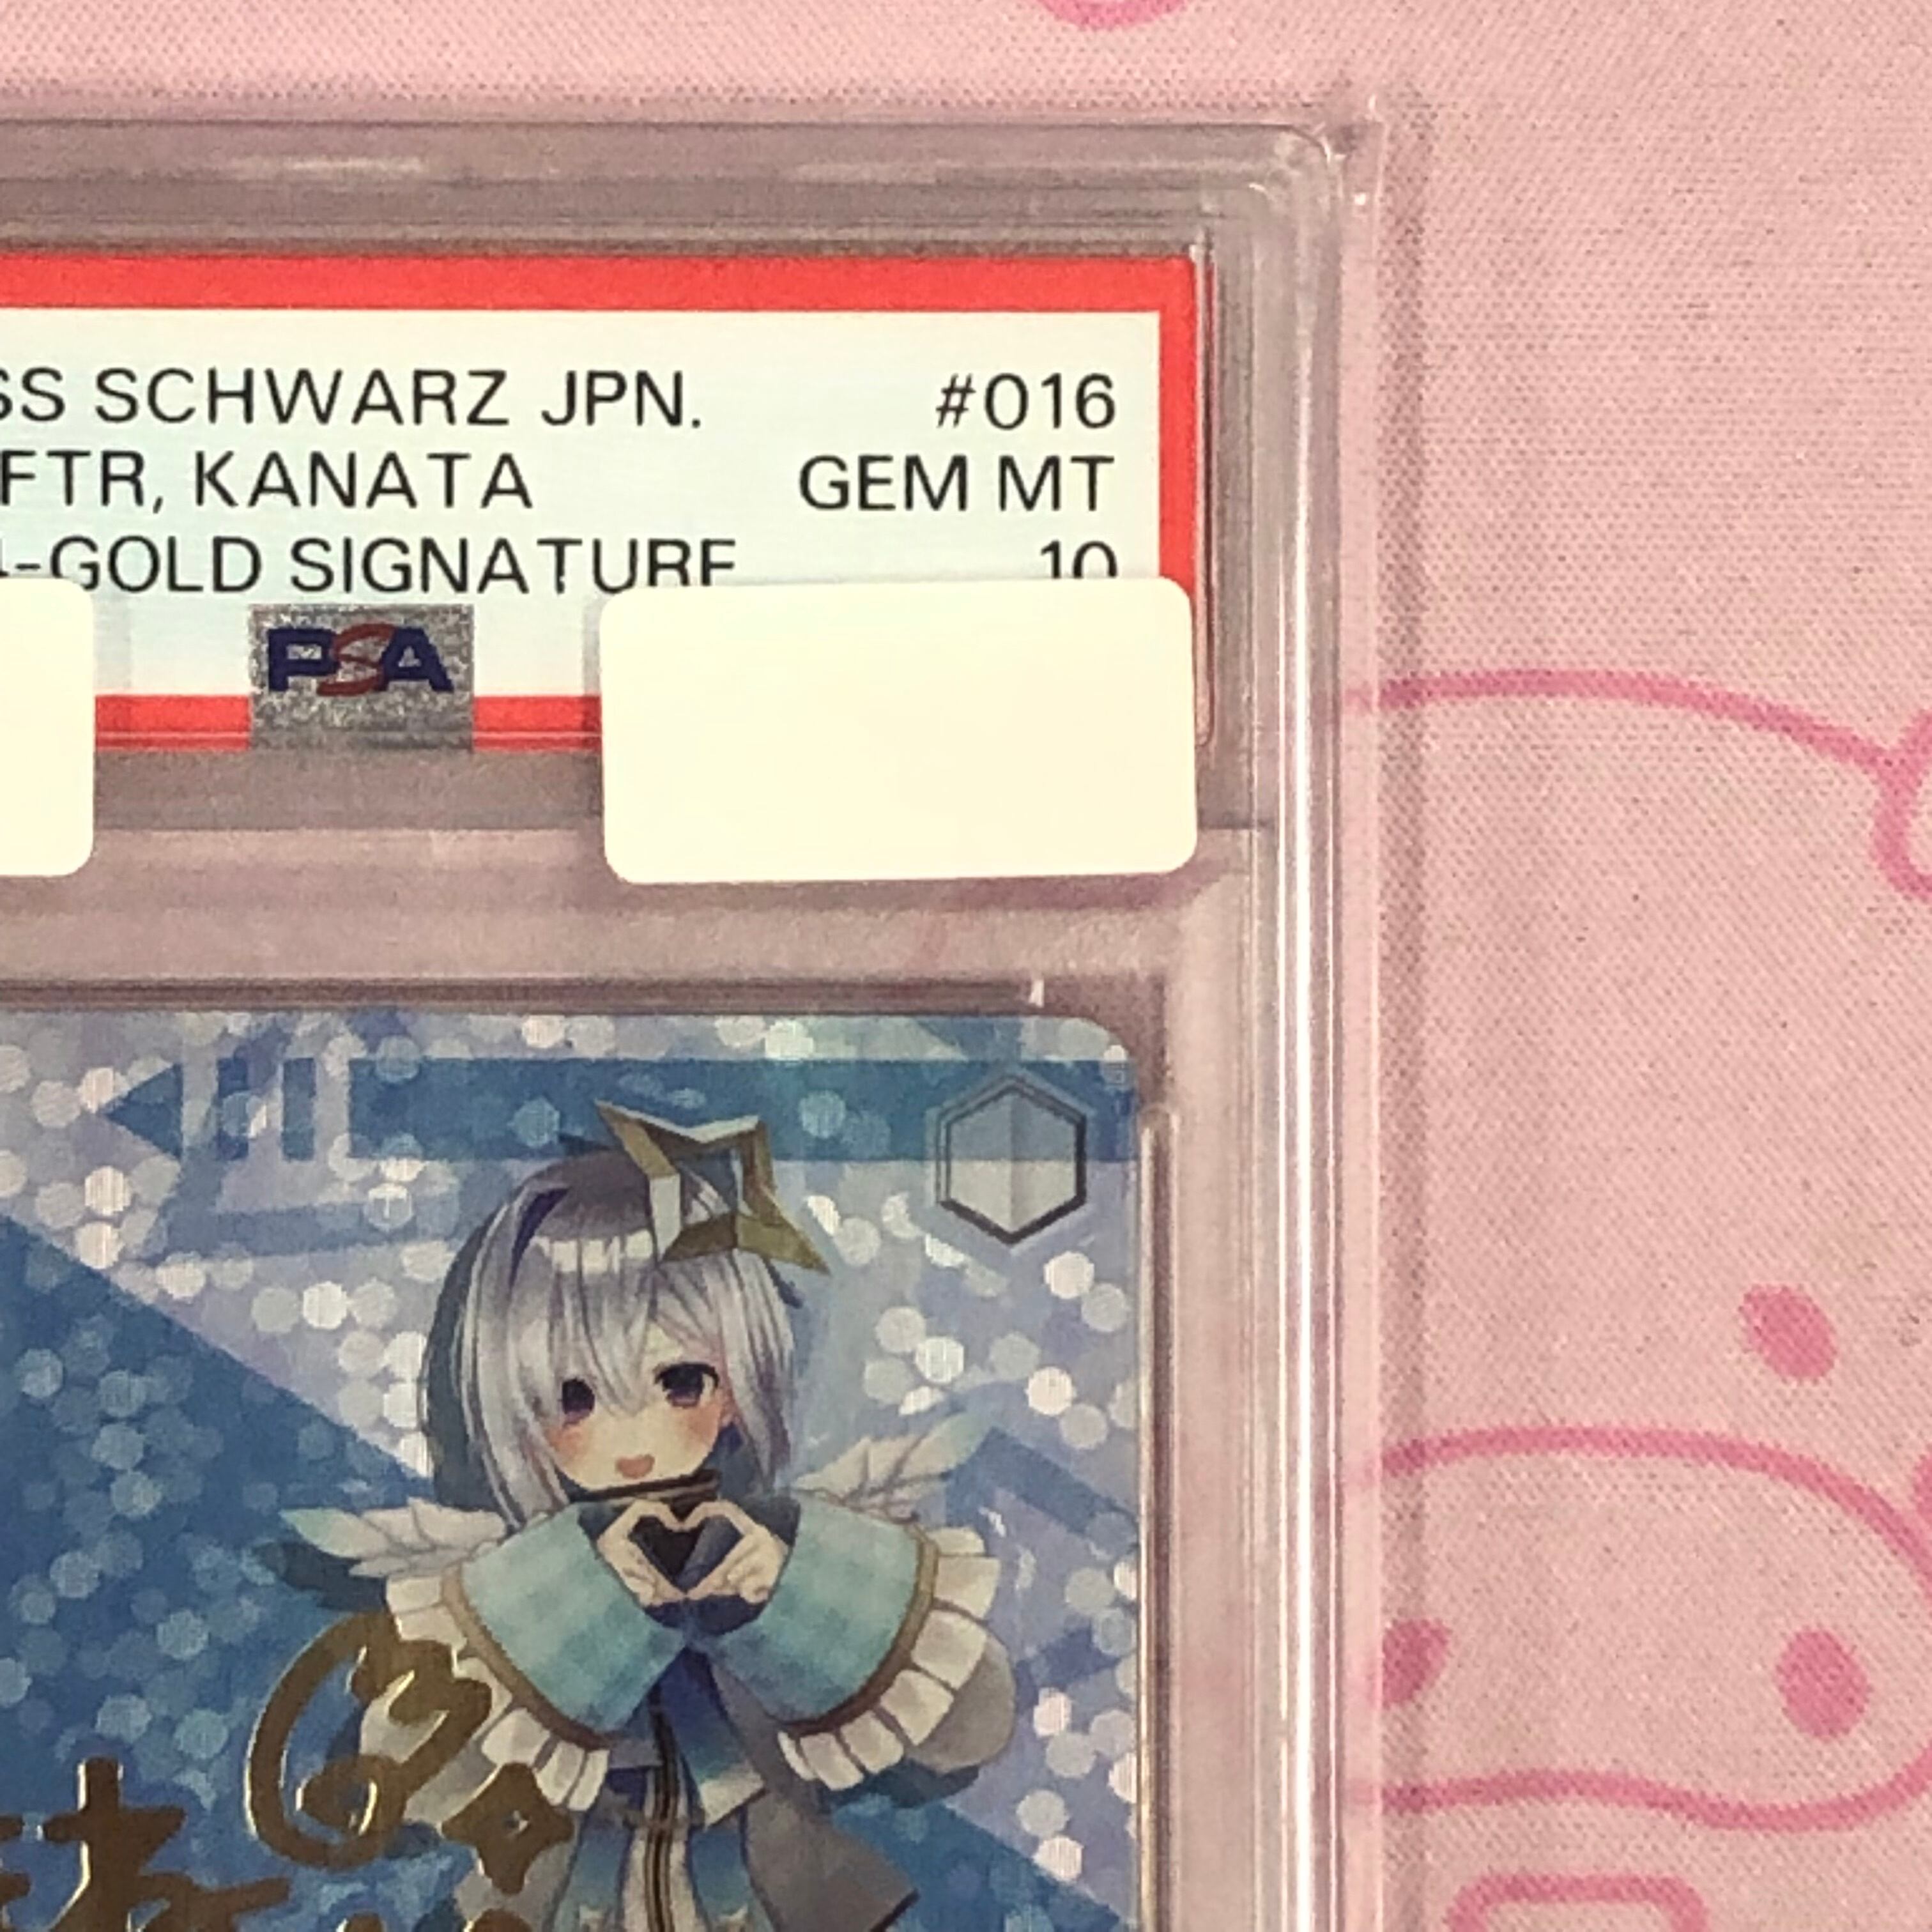 SS SCHWARZ JPN. #016
FTR, KANATA GEM MT
-GOLD SIGNATURE 10
PSA